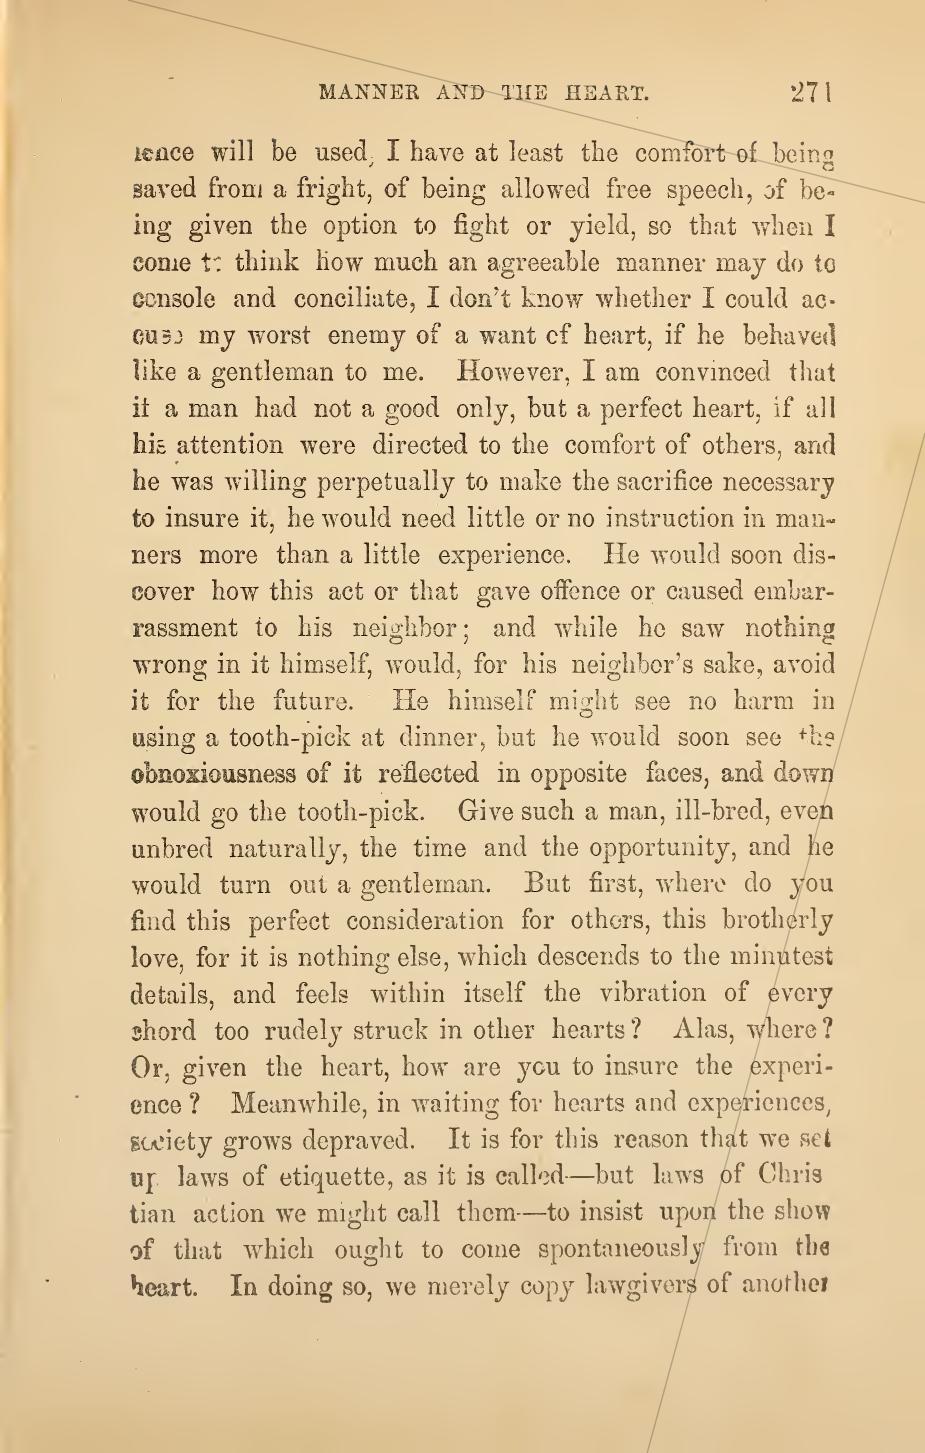 MANNER AND THE HEART. 271
ience will be used, I have at least the comfort of being
saved from a fright, of being allowed free speech, of be-
ing given the option to fight or yield, so that when I
come to think how much an agreeable manner may do to
console and conciliate, I don't know whether I could ac-
cuse my worst enemy of a want of heart, if he behaved
like a gentleman to me. However, I am convinced that
if a man had not a good only, but a perfect heart, if all
his attention were directed to the comfort of others, and
he was willing perpetually to make the sacrifice necessary
to insure it, he would need little or no instruction in man-
ners more than a little experience. He would soon dis-
cover how this act or that gave offence or caused embar-
rassment to his neighbor; and while he saw nothing
wrong in it himself, would, for his neighbor's sake, avoid
it for the future. He himself might see no harm in
using a tooth-pick at dinner, but he would soon see the
obnoxiousness of it reflected in opposite faces, and down
would go the tooth-pick. Give such a man, ill-bred, even
unbred naturally, the time and the opportunity, and he
would turn out a gentleman. But first, where do you
find this perfect consideration for others, this brotherly
love, for it is nothing else, which descends to the minutest
details, and feels within itself the vibration of every
chord too rudely struck in other hearts? Alas, where?
Or, given the heart, how are you to insure the experi-
ence? Meanwhile, in waiting for hearts and experiences,
society grows depraved. It is for this reason that we set
up laws of etiquette, as it is called—but laws of Chris
tian action we might call them—to insist upon the show
of that which ought to come spontaneously from the
heart. In doing so, we merely copy lawgivers of another